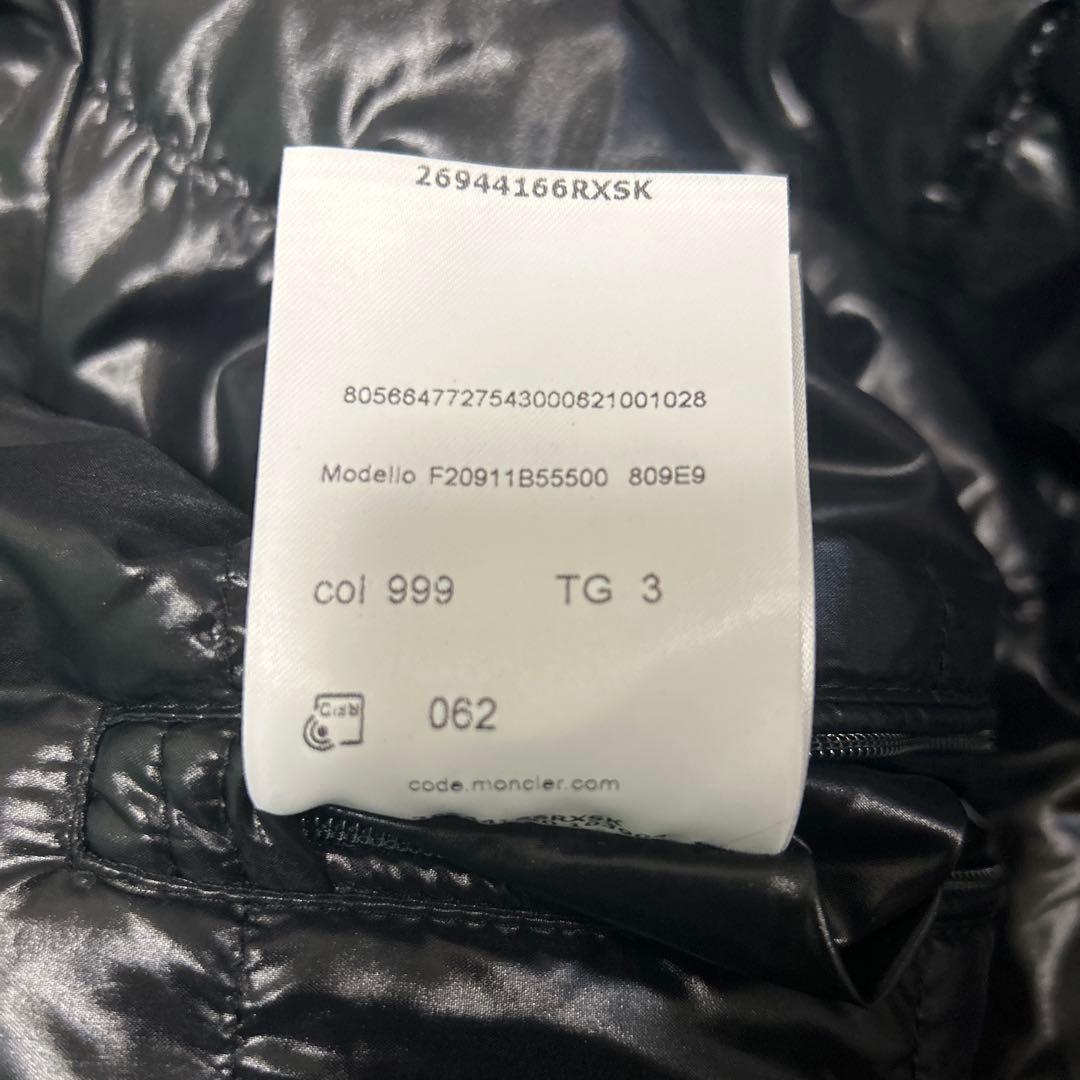 26944166RXSK
8056647727543000621001028
Modello F20911B55500 809E9
col 999 TG 3
062
code.moncler.com